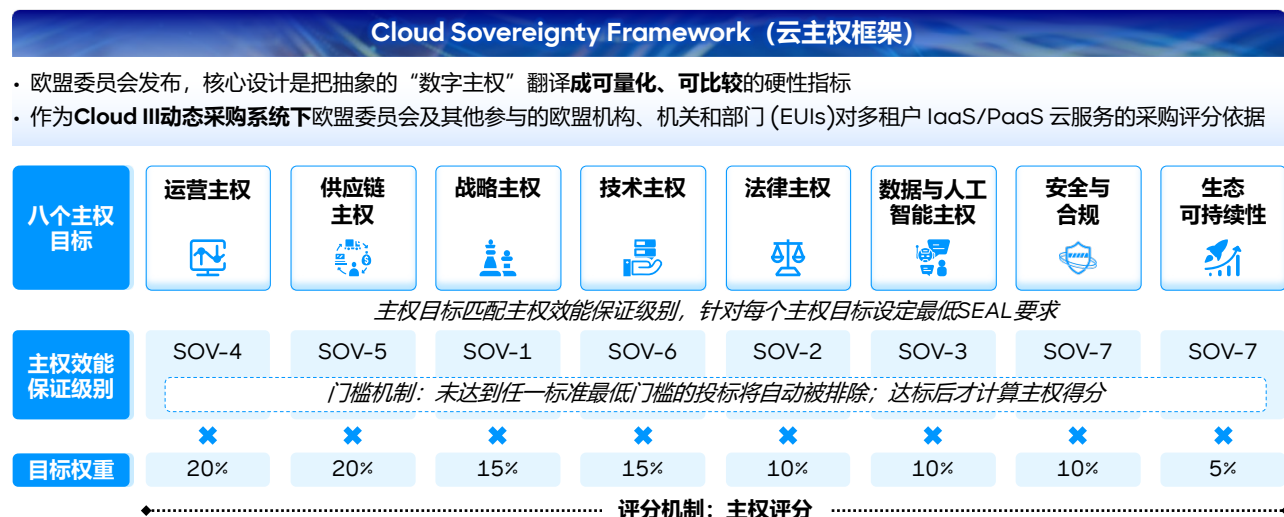 Cloud Sovereignty Framework（云主权框架）
• 欧盟委员会发布，核心设计是把抽象的“数字主权”翻译成可量化、可比较的硬性指标
• 作为Cloud III动态采购系统下欧盟委员会及其他参与的欧盟机构、机关和部门 (EUIs)对多租户 IaaS/PaaS 云服务的采购评分依据
八个主权
目标
运营主权
供应链
主权
战略主权
技术主权
法律主权
数据与人工
智能主权
安全与
合规
生态
可持续性
主权目标匹配主权效能保证级别，针对每个主权目标设定最低SEAL要求
主权效能
保证级别
SOV-4 SOV-5 SOV-1 SOV-6 SOV-2 SOV-3 SOV-7 SOV-7
门槛机制：未达到任一标准最低门槛的投标将自动被排除；达标后才计算主权得分
目标权重 20% 20% 15% 15% 10% 10% 10% 5%
评分机制：主权评分